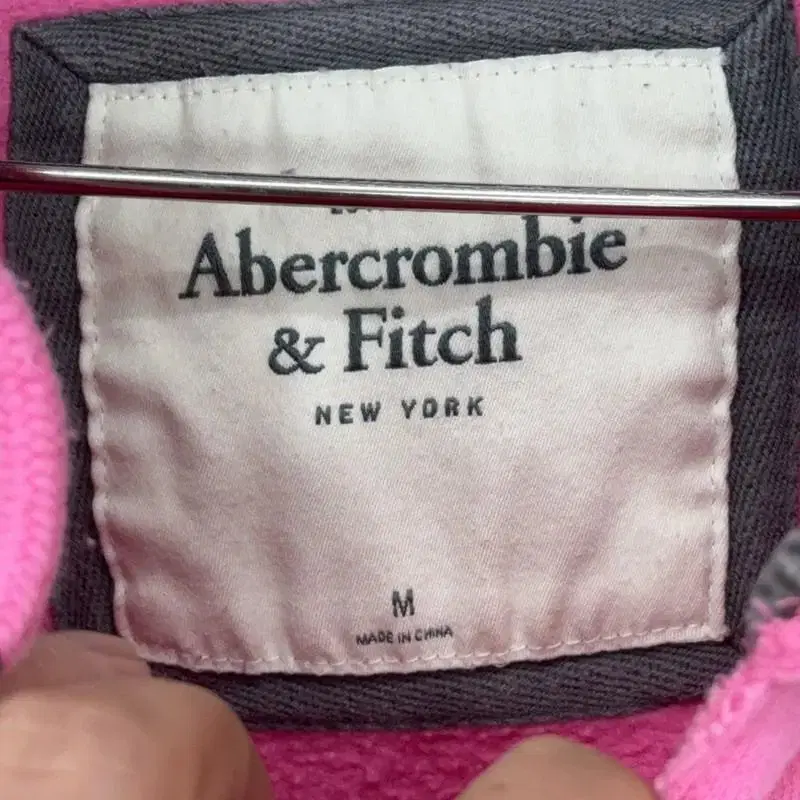 Abercrombie
& Fitch
NEW YORK
M
MADE IN CHINA